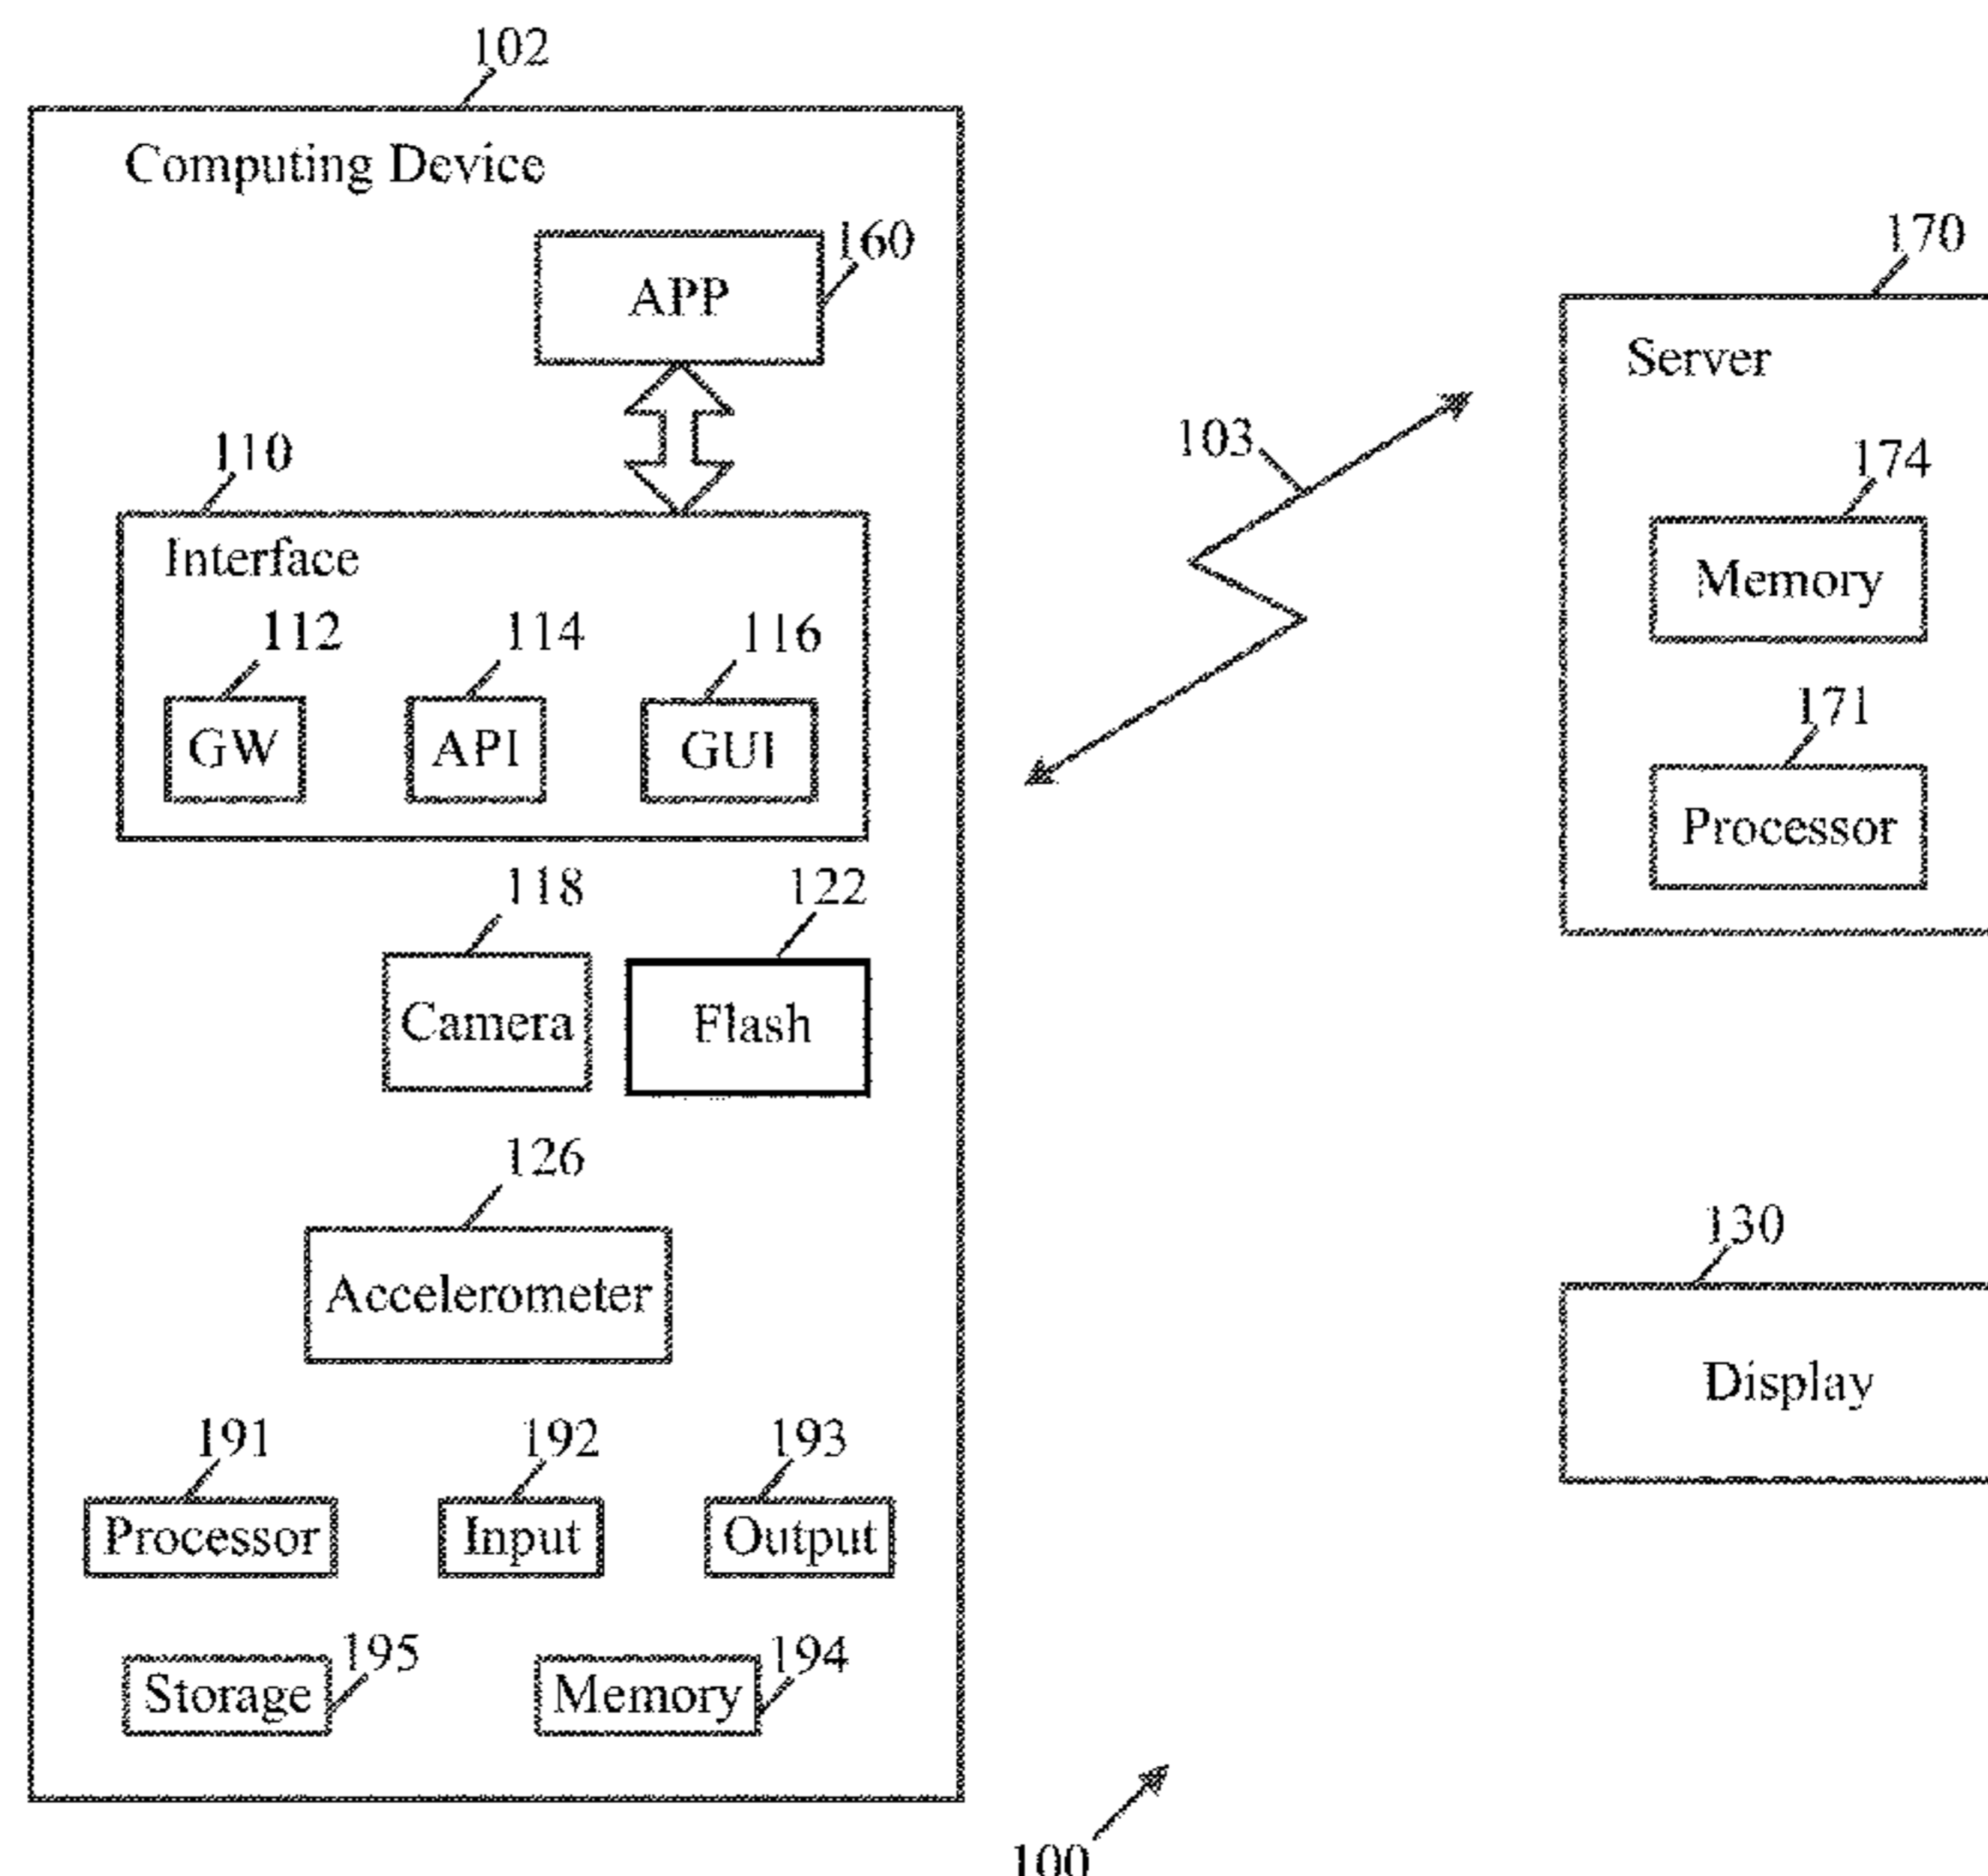 102
Computing Device
160
APP
110
Interface
112
114
116
GW
API
GUI
118
122
Camera
Flash
126
Accelerometer
191
192
193
Processor
Input
Output
195
Storage
194
Memory
103
170
Server
174
Memory
171
Processor
130
Display
100